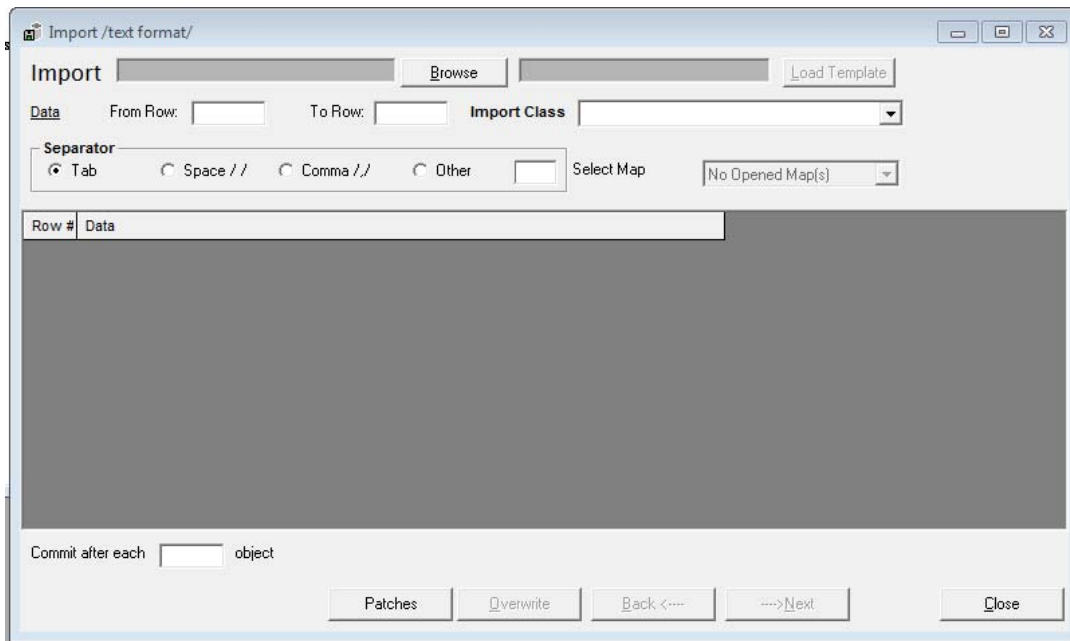 Import /text format/
Import Browse Load Template
Data From Row: To Row: Import Class
Separator
Tab Space / / Comma /,/ Other Select Map No Opened Map(s)
Row # Data
Commit after each object
Patches Overwrite Back <---- ---->Next Close